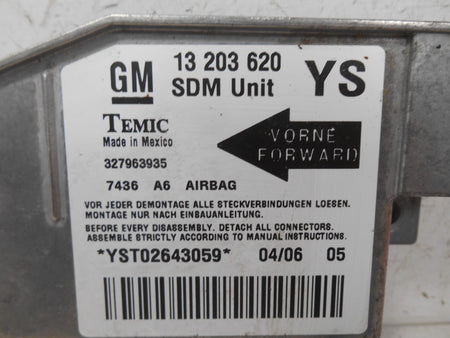 GM 13 203 620 YS
SDM Unit
TEMIC
Made in Mexico
VORNE
FORWARD
327963935
7436 A6 AIRBAG
VOR JEDER DEMONTAGE ALLE STECKVERBINDUNGEN LOESEN.
MONTAGE NUR NACH EINBAUANLEITUNG.
BEFORE EVERY DISASSEMBLY. DETACH ALL CONNECTORS.
ASSEMBLE STRICTLY ACCORDING TO MANUAL INSTRUCTIONS.
*YST02643059* 04/06 05